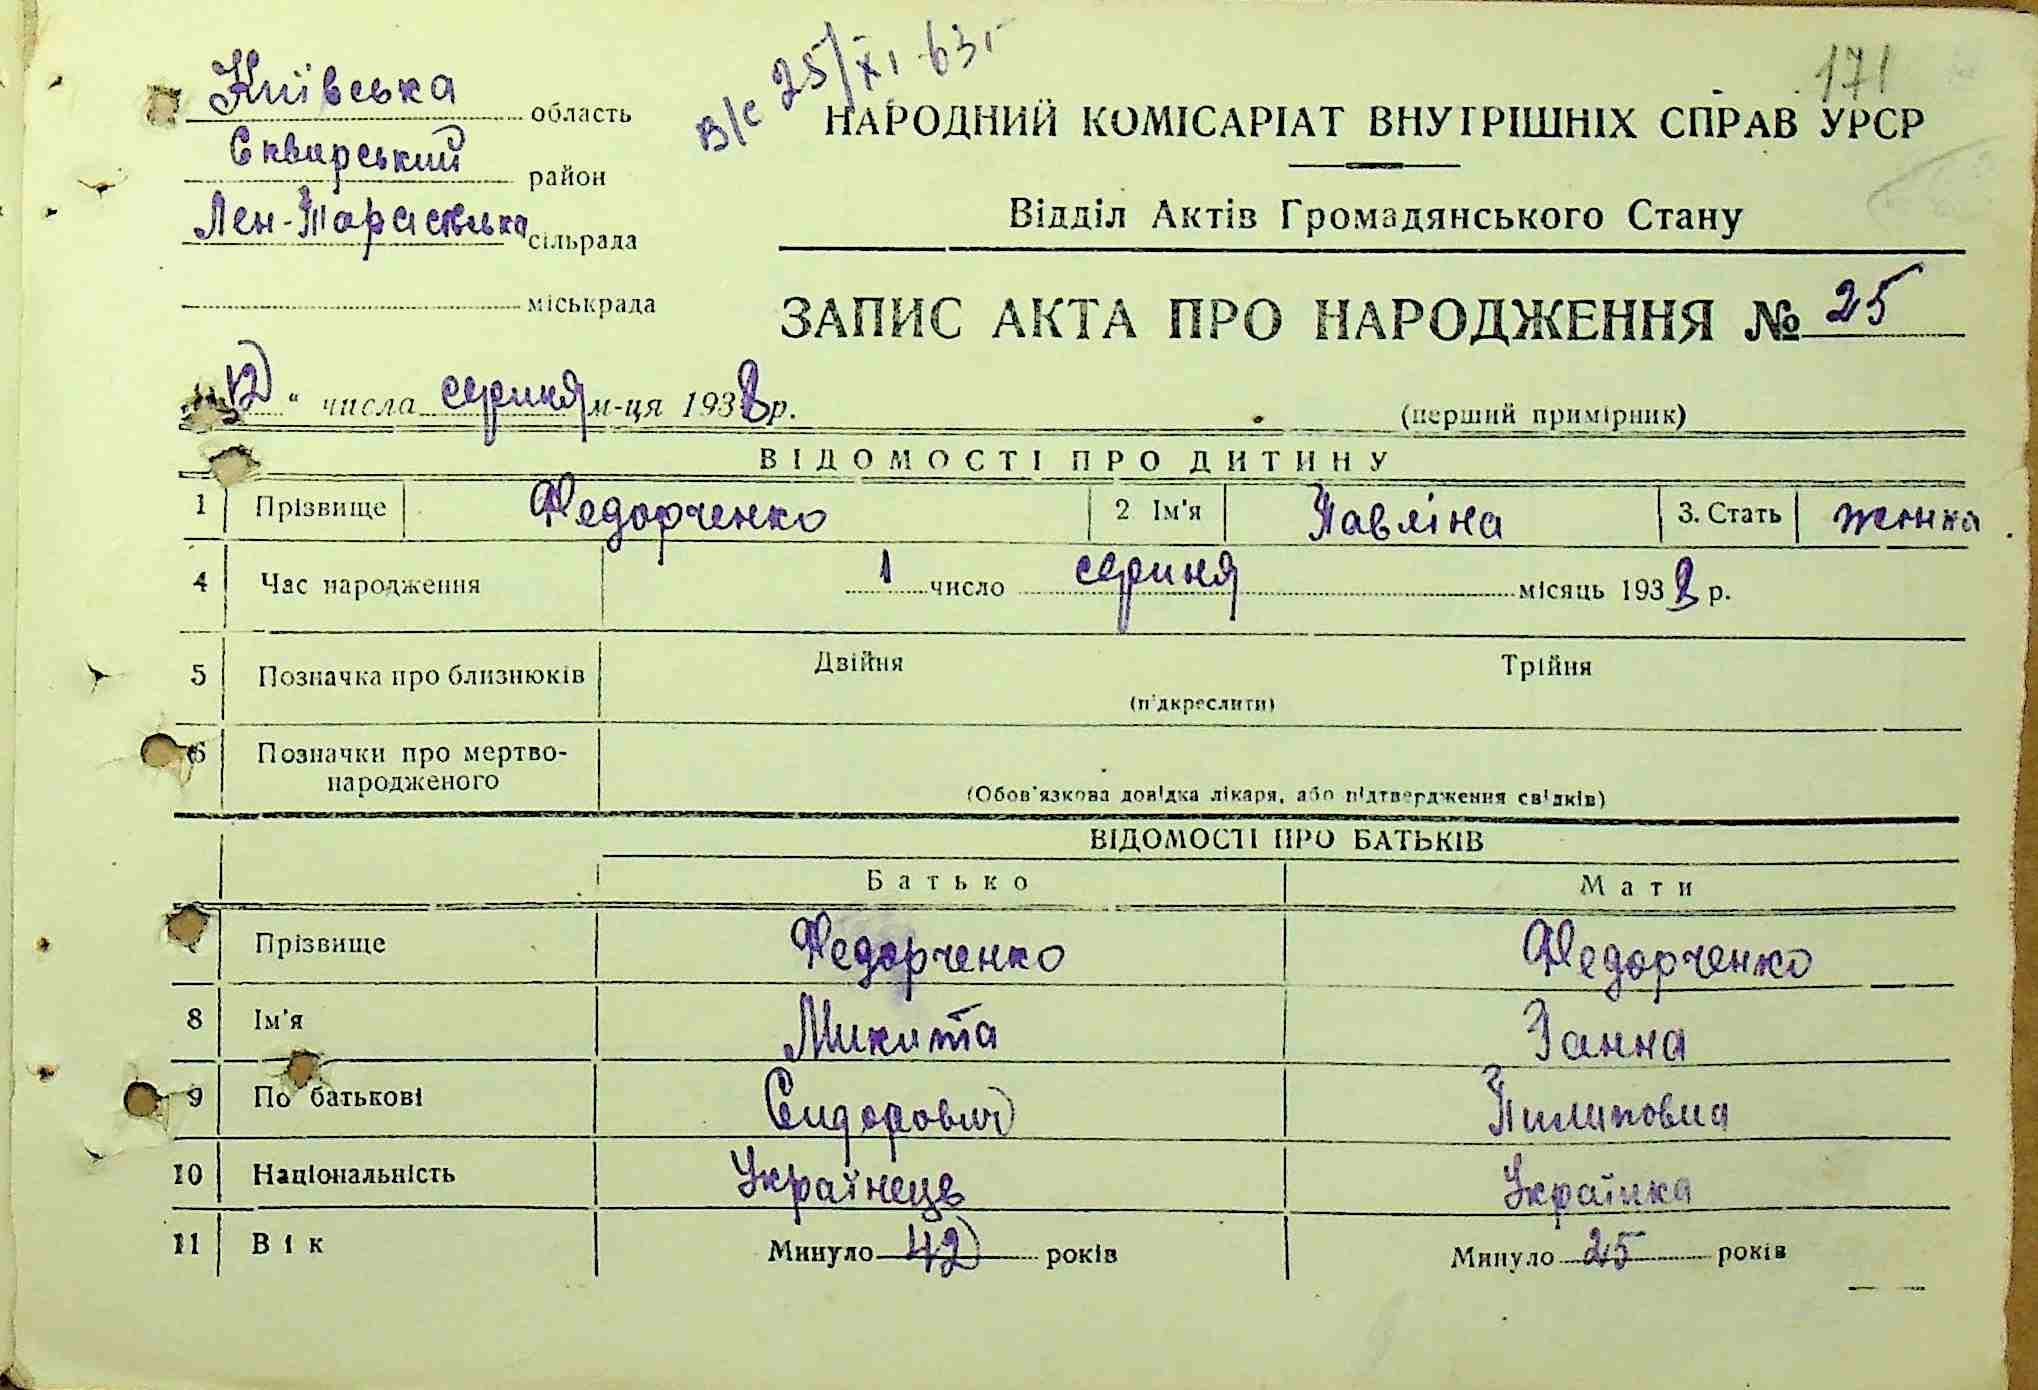 171
в/с 25/XI-63г
Київська область
Сквирський район
Лен-Тарасівська сільрада
міськрада
НАРОДНИЙ КОМІСАРІАТ ВНУТРІШНІХ СПРАВ УРСР
Відділ Актів Громадянського Стану
ЗАПИС АКТА ПРО НАРОДЖЕННЯ № 25
12 " числа серпня м-ця 1938 р.
(перший примірник)
ВІДОМОСТІ ПРО ДИТИНУ
1 Прізвище Федорченко 2 Ім'я Павліна 3. Стать жінка
4 Час народження 1 число серпня місяць 1938 р.
5 Позначка про близнюків Двійня Трійня
(підкреслити)
6 Позначки про мертво-
народженого
(Обов'язкова довідка лікаря, або підтвердження свідків)
ВІДОМОСТІ ПРО БАТЬКІВ
Батько Мати
Прізвище Федорченко Федорченко
8 Ім'я Микита Ганна
9 По батькові Сидорович Пилиповна
10 Національність Українець Українка
11 Вік Минуло 42 років Минуло 25 років